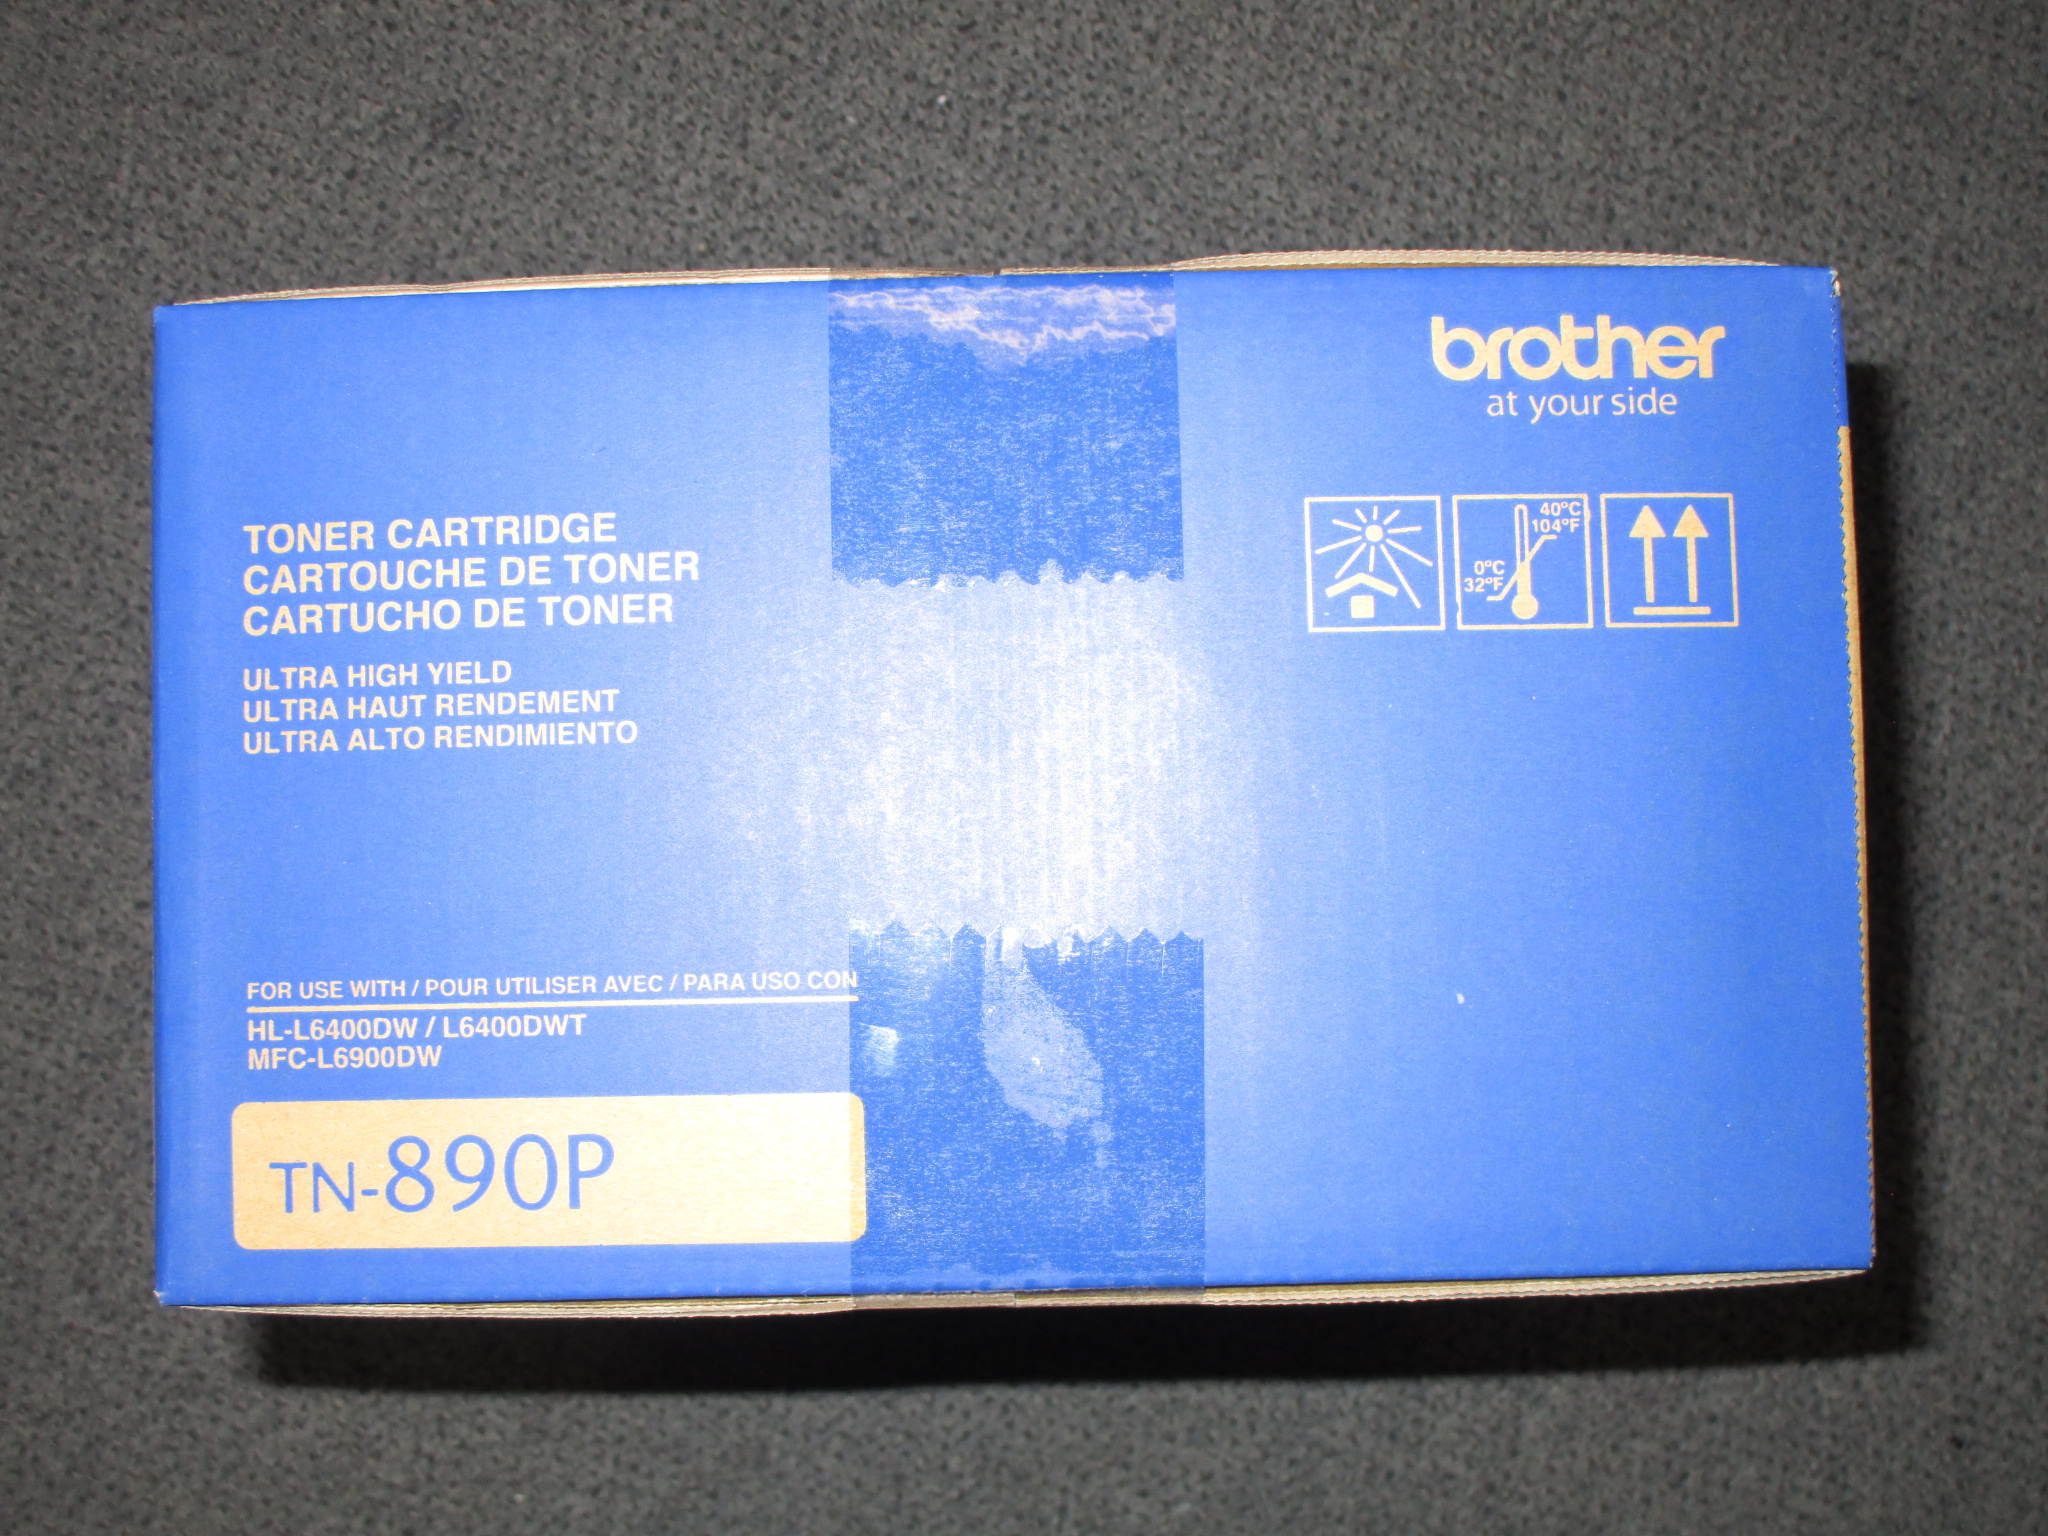 brother
at your side
TONER CARTRIDGE
CARTOUCHE DE TONER
CARTUCHO DE TONER
40°C
104°F
0°C
32°F
ULTRA HIGH YIELD
ULTRA HAUT RENDEMENT
ULTRA ALTO RENDIMIENTO
FOR USE WITH / POUR UTILISER AVEC / PARA USO CON
HL-L6400DW / L6400DWT
MFC-L6900DW
TN-890P